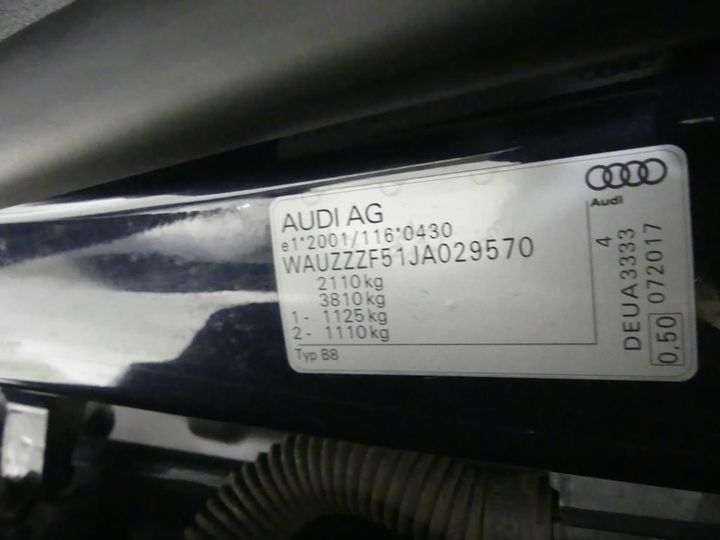 AUDI AG
e1*2001/116*0430
WAUZZZF51JA029570
2110 kg
3810 kg
1 - 1125 kg
2 - 1110 kg
Typ B8
Audi
4
DEUA3333
0,50 072017